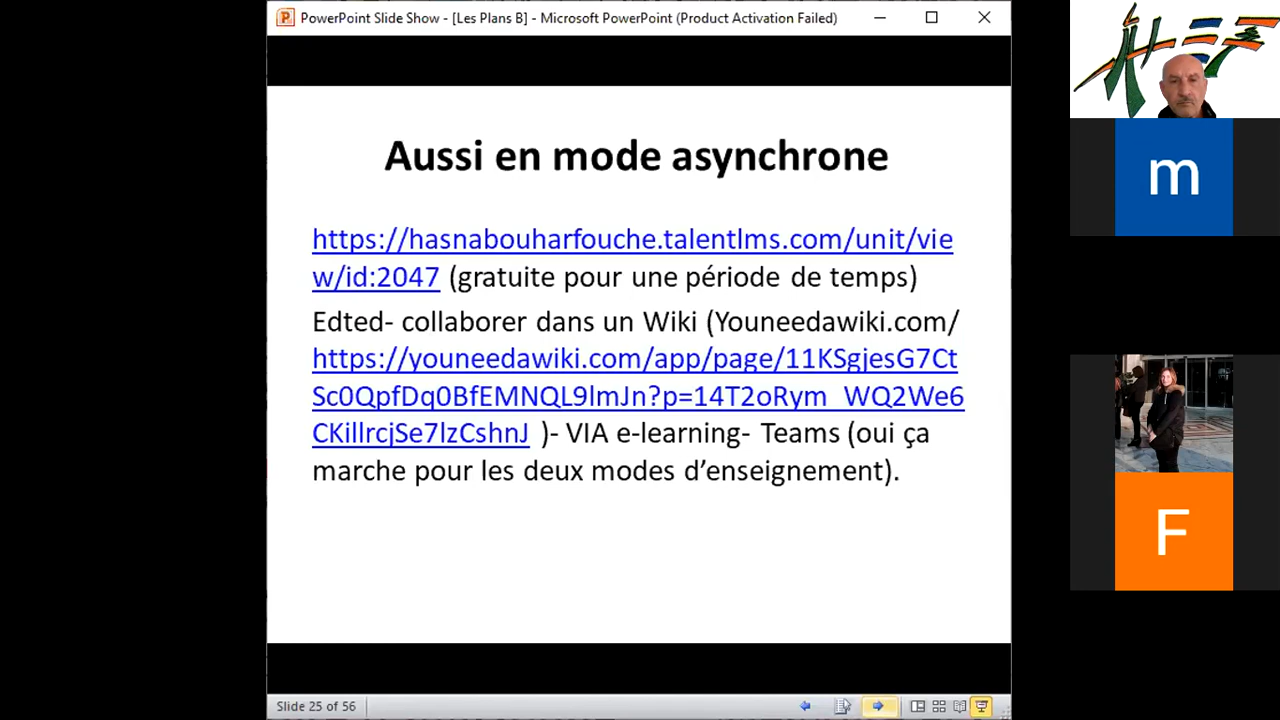 PowerPoint Slide Show - [Les Plans B] - Microsoft PowerPoint (Product Activation Failed)
Aussi en mode asynchrone
https://hasnabouharfouche.talentlms.com/unit/vie
w/id:2047 (gratuite pour une période de temps)
Edted- collaborer dans un Wiki (Youneedawiki.com/
https://youneedawiki.com/app/page/11KSgjesG7Ct
Sc0QpfDq0BfEMNQL9lmJn?p=14T2oRym_WQ2We6
CKillrcjSe7lzCshnJ )- VIA e-learning- Teams (oui ça
marche pour les deux modes d’enseignement).
Slide 25 of 56
m
F